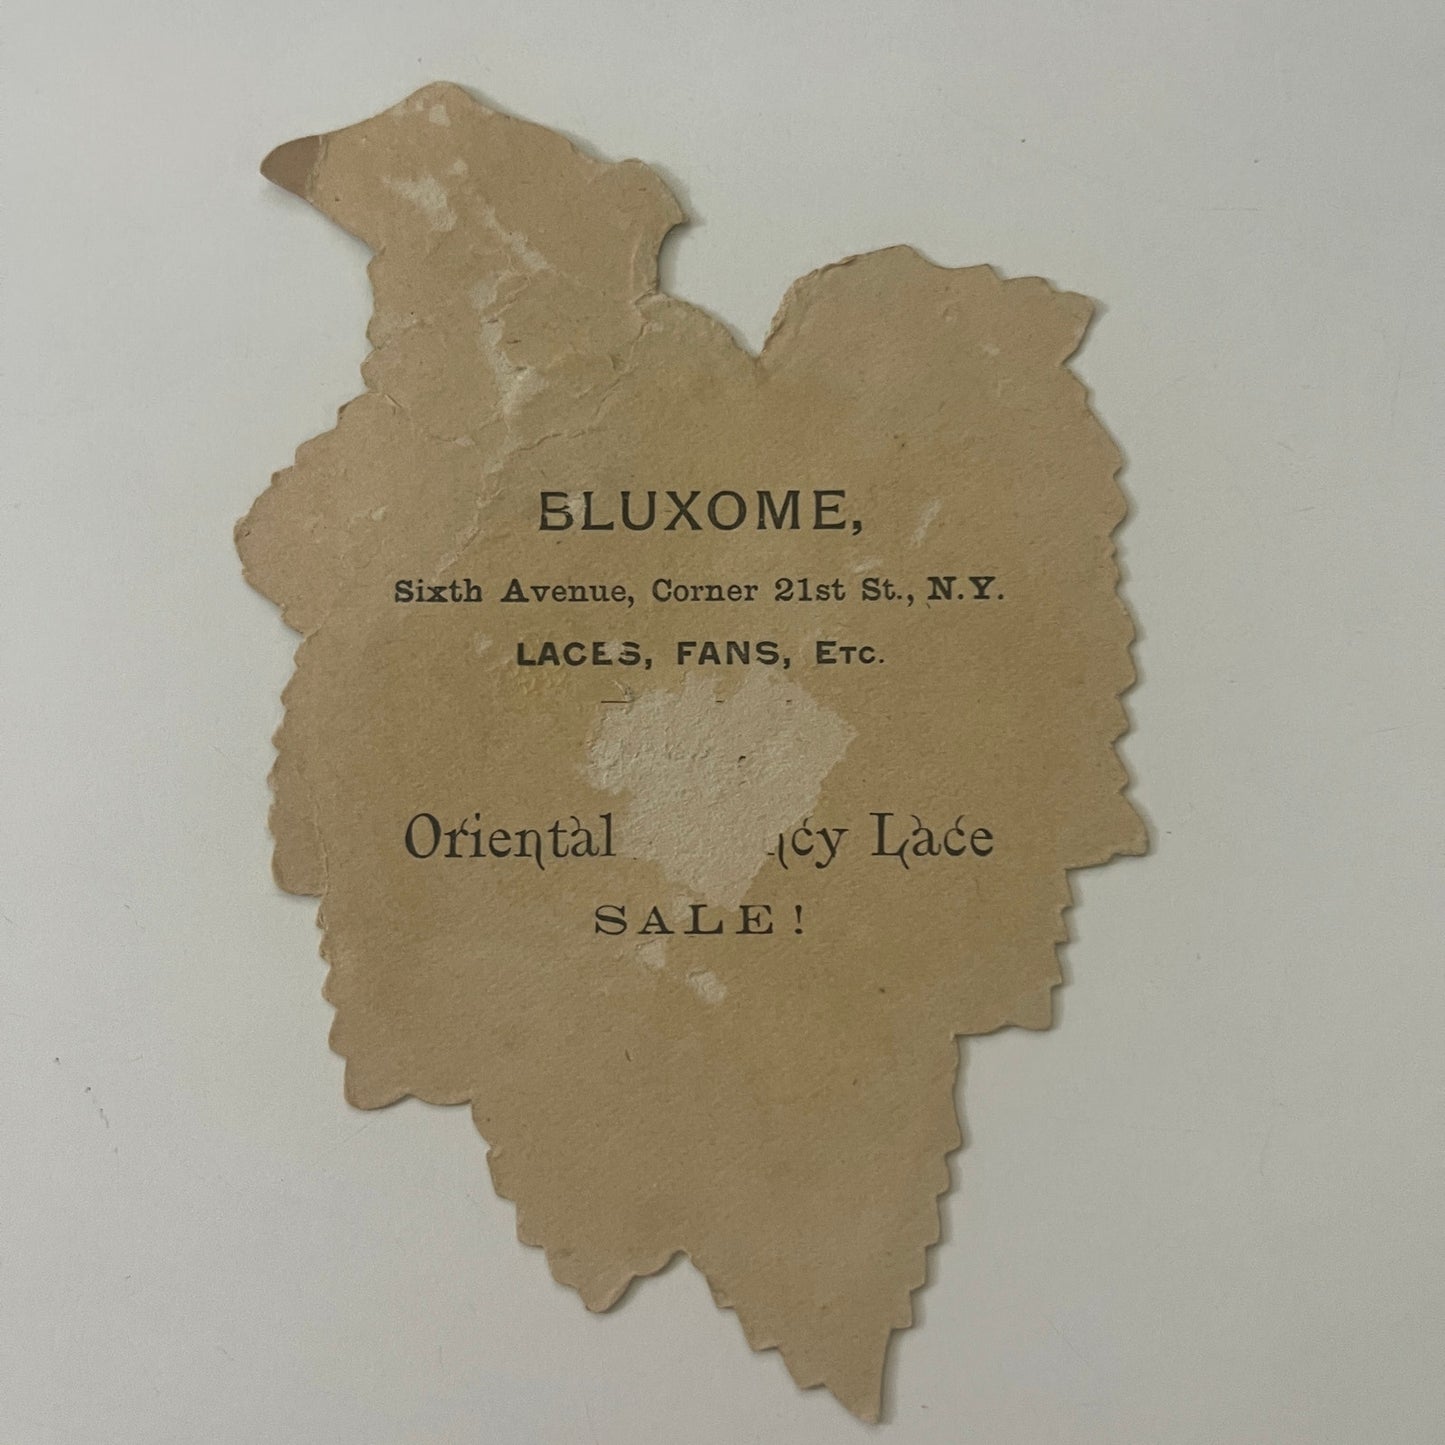 BLUXOME,
Sixth Avenue, Corner 21st St., N.Y.
LACES, FANS, Etc.
Oriental Lace
SALE!